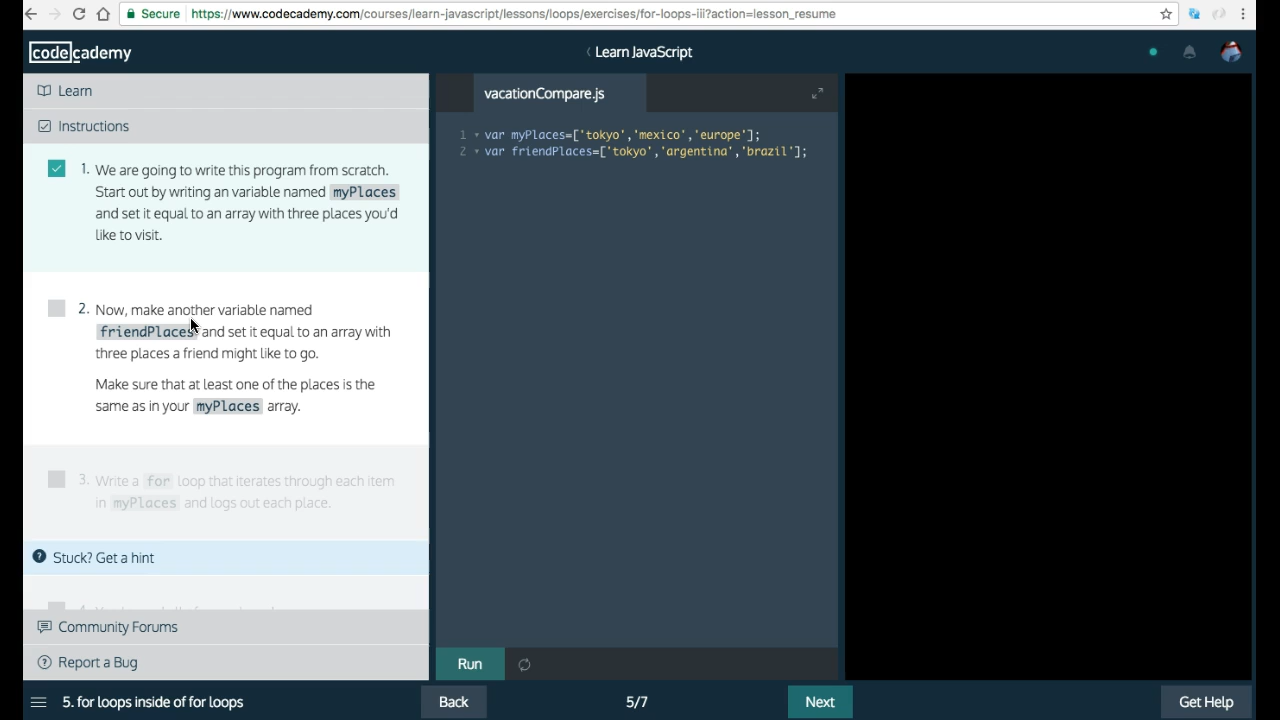 Secure https://www.codecademy.com/courses/learn-javascript/lessons/loops/exercises/for-loops-iii?action=lesson_resume
codecademy
Learn JavaScript
Learn
Instructions
1. We are going to write this program from scratch.
Start out by writing an variable named myPlaces
and set it equal to an array with three places you'd
like to visit.
2. Now, make another variable named
friendPlaces and set it equal to an array with
three places a friend might like to go.
Make sure that at least one of the places is the
same as in your myPlaces array.
3. Write a for loop that iterates through each item
in myPlaces and logs out each place.
Stuck? Get a hint
Community Forums
Report a Bug
vacationCompare.js
1 var myPlaces=['tokyo','mexico','europe'];
2 var friendPlaces=['tokyo','argentina','brazil'];
Run
5. for loops inside of for loops
Back
5/7
Next
Get Help